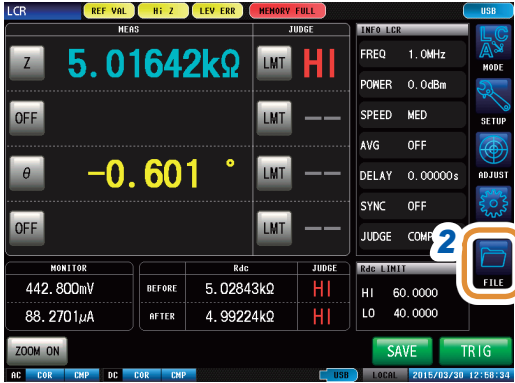 LCR REF VAL Hi Z LEV ERR MEMORY FULL USB
MEAS JUDGE INFO LCR
Z 5.01642kΩ LMT HI
FREQ 1.0MHz
MODE
POWER 0.0dBm
OFF LMT --
SPEED MED
SETUP
AVG OFF
θ -0.601 ° LMT --
DELAY 0.00000s
ADJUST
SYNC OFF
OFF LMT --
JUDGE COMP
2
FILE
MONITOR Rdc JUDGE Rdc LIMIT
442.800mV BEFORE 5.02843kΩ HI
HI 60.0000
88.2701μA AFTER 4.99224kΩ HI
LO 40.0000
ZOOM ON SAVE TRIG
AC COR CMP DC COR CMP USB LOCAL 2015/03/30 12:58:34